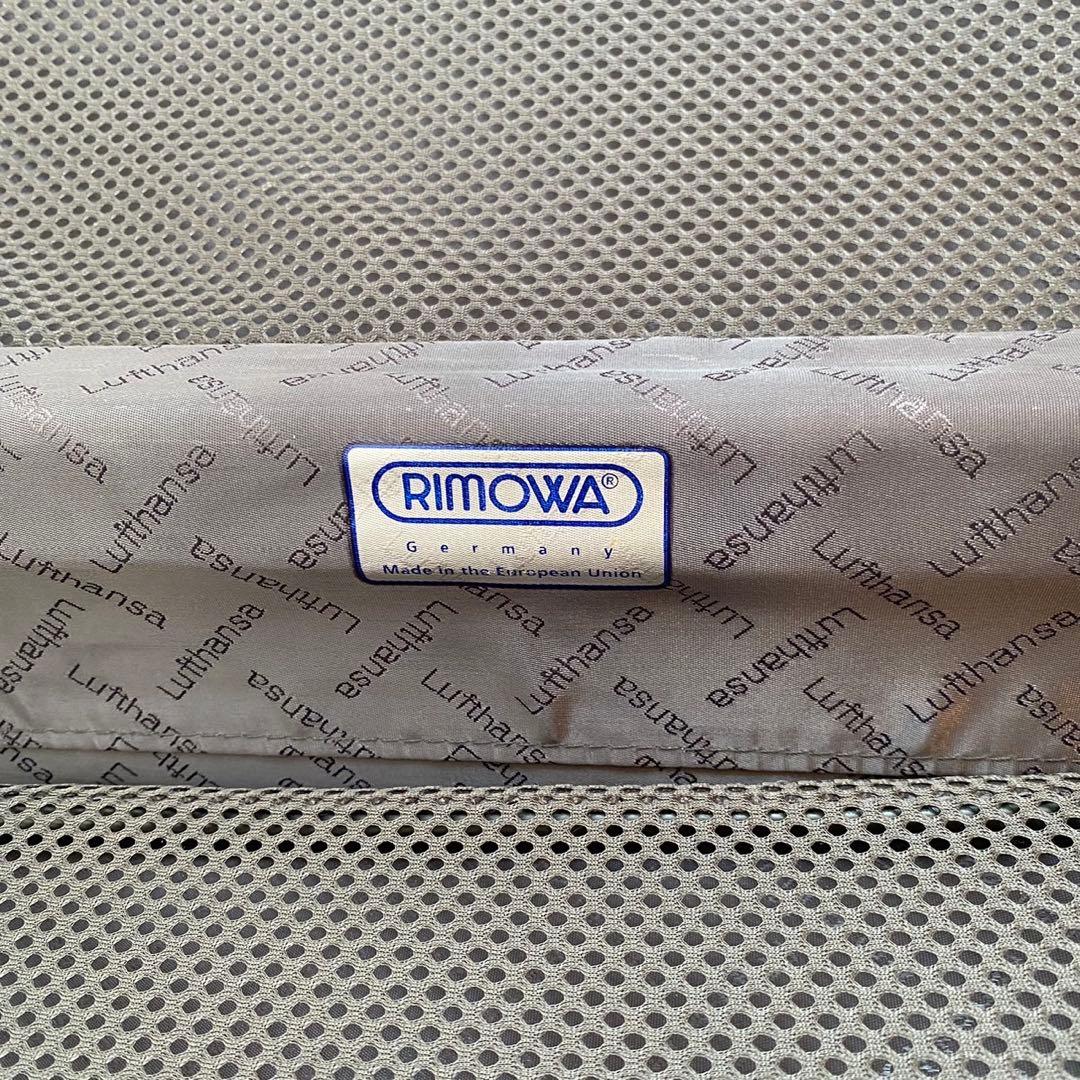 Lufthansa
RIMOWA®
Germany
Made in the European Union